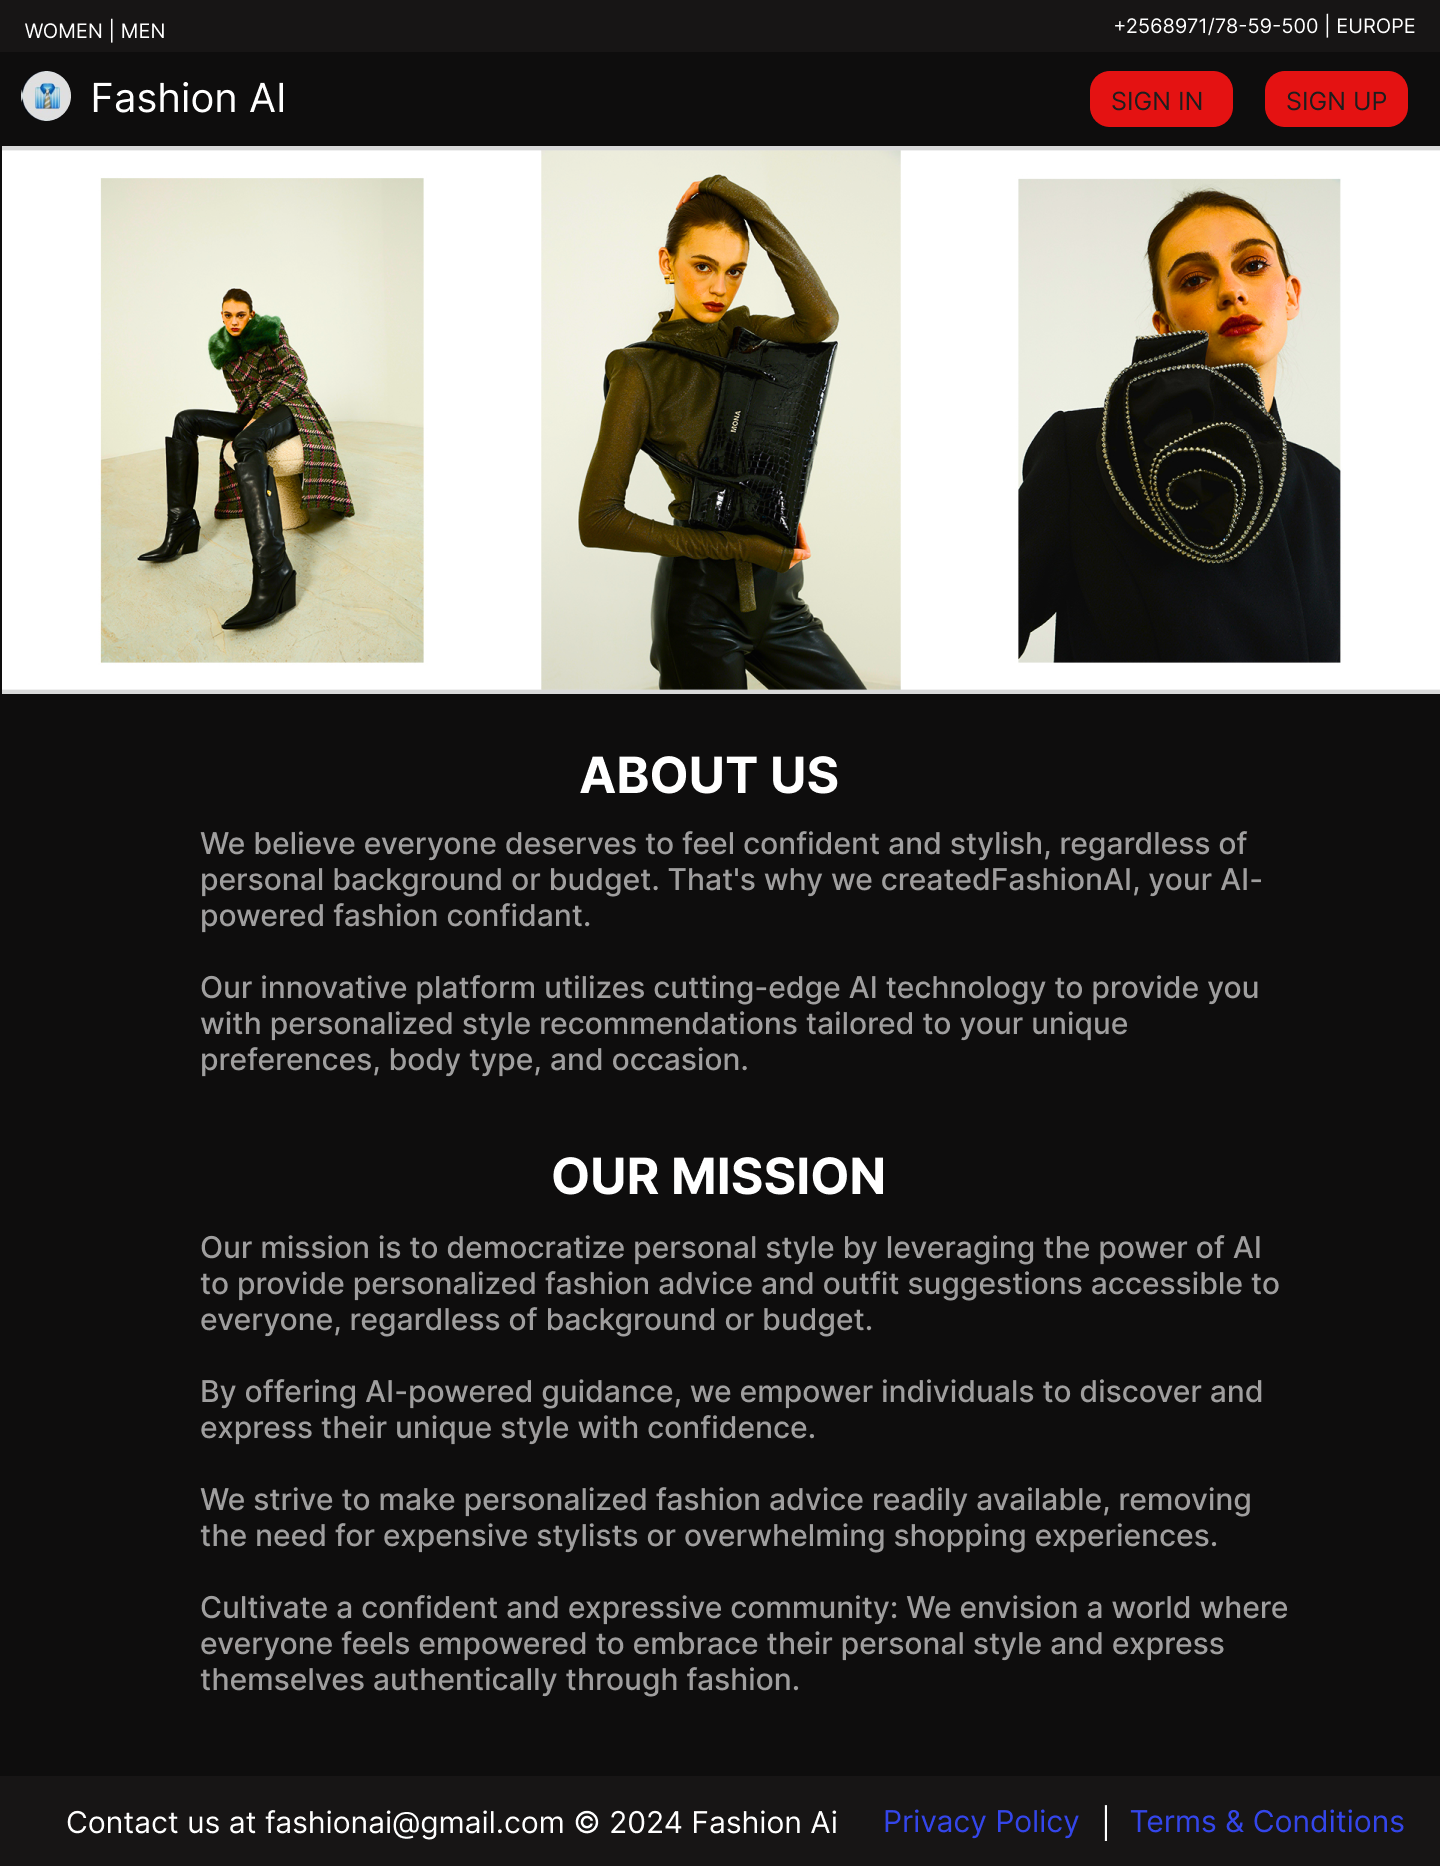 WOMEN | MEN
+2568971/78-59-500 | EUROPE
Fashion AI
SIGN IN
SIGN UP
MONA
ABOUT US
We believe everyone deserves to feel confident and stylish, regardless of
personal background or budget. That's why we createdFashionAI, your AI-
powered fashion confidant.
Our innovative platform utilizes cutting-edge AI technology to provide you
with personalized style recommendations tailored to your unique
preferences, body type, and occasion.
OUR MISSION
Our mission is to democratize personal style by leveraging the power of AI
to provide personalized fashion advice and outfit suggestions accessible to
everyone, regardless of background or budget.
By offering AI-powered guidance, we empower individuals to discover and
express their unique style with confidence.
We strive to make personalized fashion advice readily available, removing
the need for expensive stylists or overwhelming shopping experiences.
Cultivate a confident and expressive community: We envision a world where
everyone feels empowered to embrace their personal style and express
themselves authentically through fashion.
Contact us at fashionai@gmail.com © 2024 Fashion Ai
Privacy Policy | Terms & Conditions